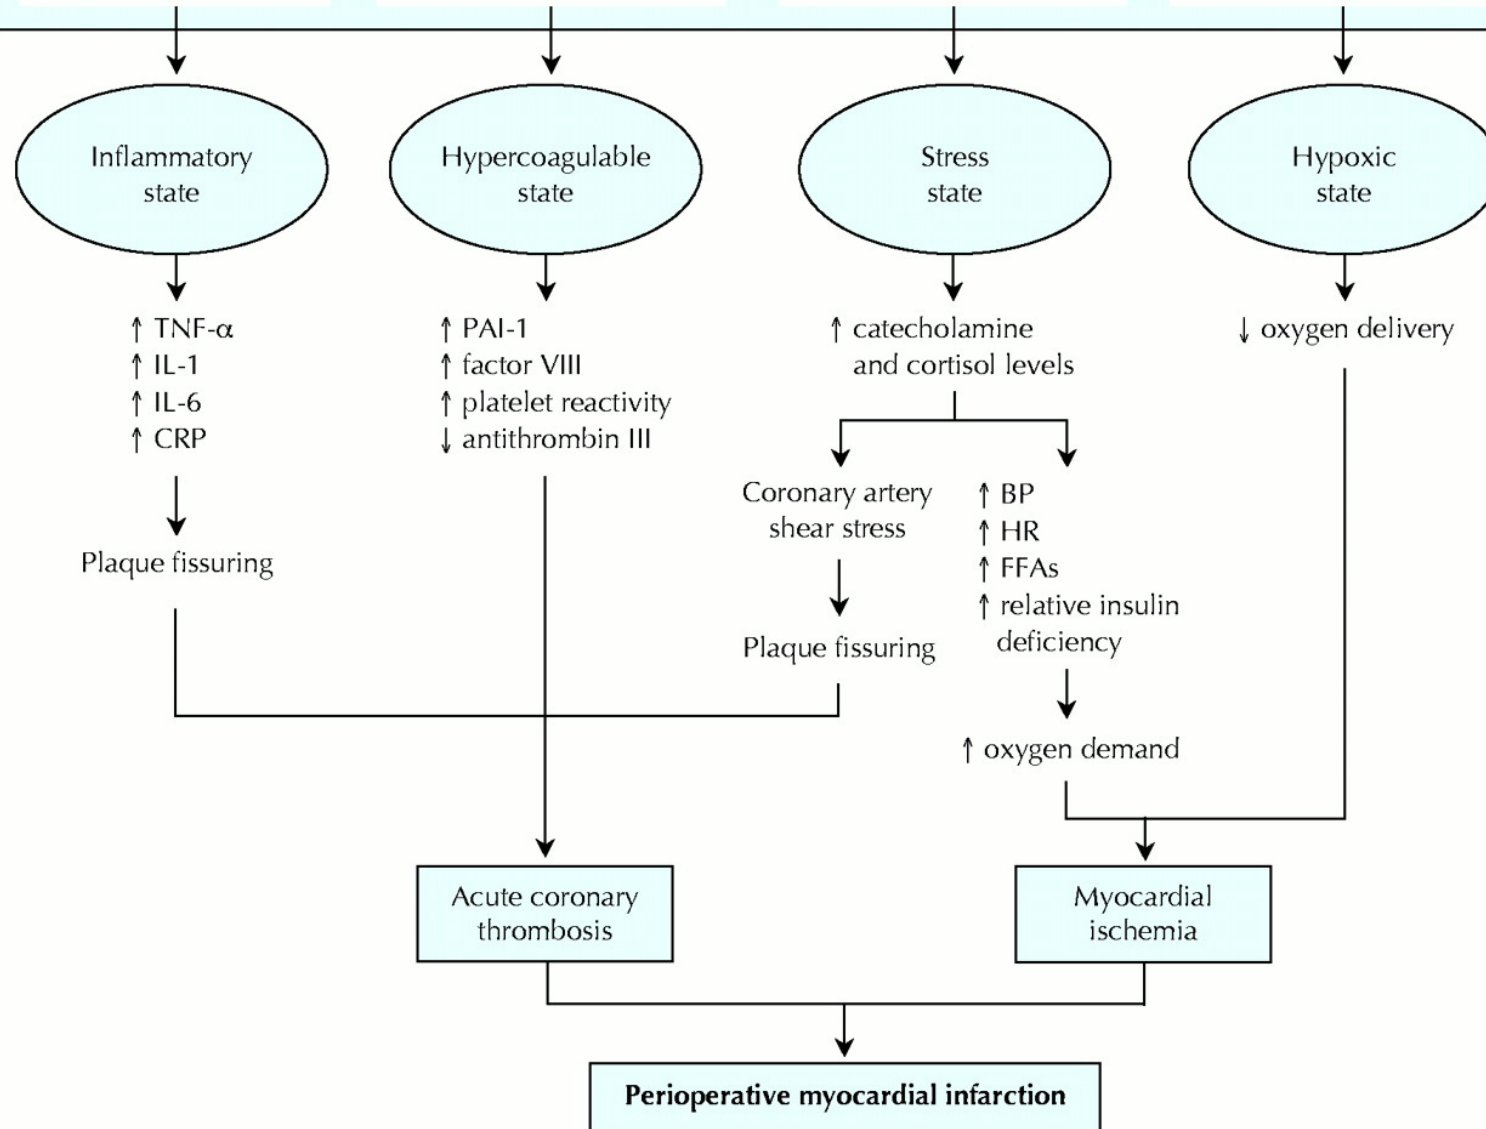 Inflammatory
state
Hypercoagulable
state
Stress
state
Hypoxic
state
↑ TNF-α
↑ IL-1
↑ IL-6
↑ CRP
Plaque fissuring
↑ PAI-1
↑ factor VIII
↑ platelet reactivity
↓ antithrombin III
↑ catecholamine
and cortisol levels
Coronary artery
shear stress
Plaque fissuring
↑ BP
↑ HR
↑ FFAs
↑ relative insulin
deficiency
↑ oxygen demand
↓ oxygen delivery
Acute coronary
thrombosis
Myocardial
ischemia
Perioperative myocardial infarction